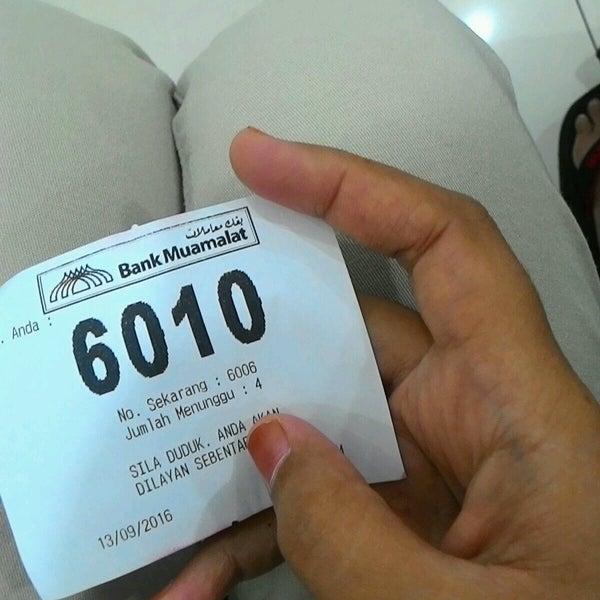 بنك معاملات
Bank Muamalat
. Anda :
6010
No. Sekarang : 6006
Jumlah Menunggu : 4
SILA DUDUK. ANDA AKAN
DILAYAN SEBENTAR
13/09/2016